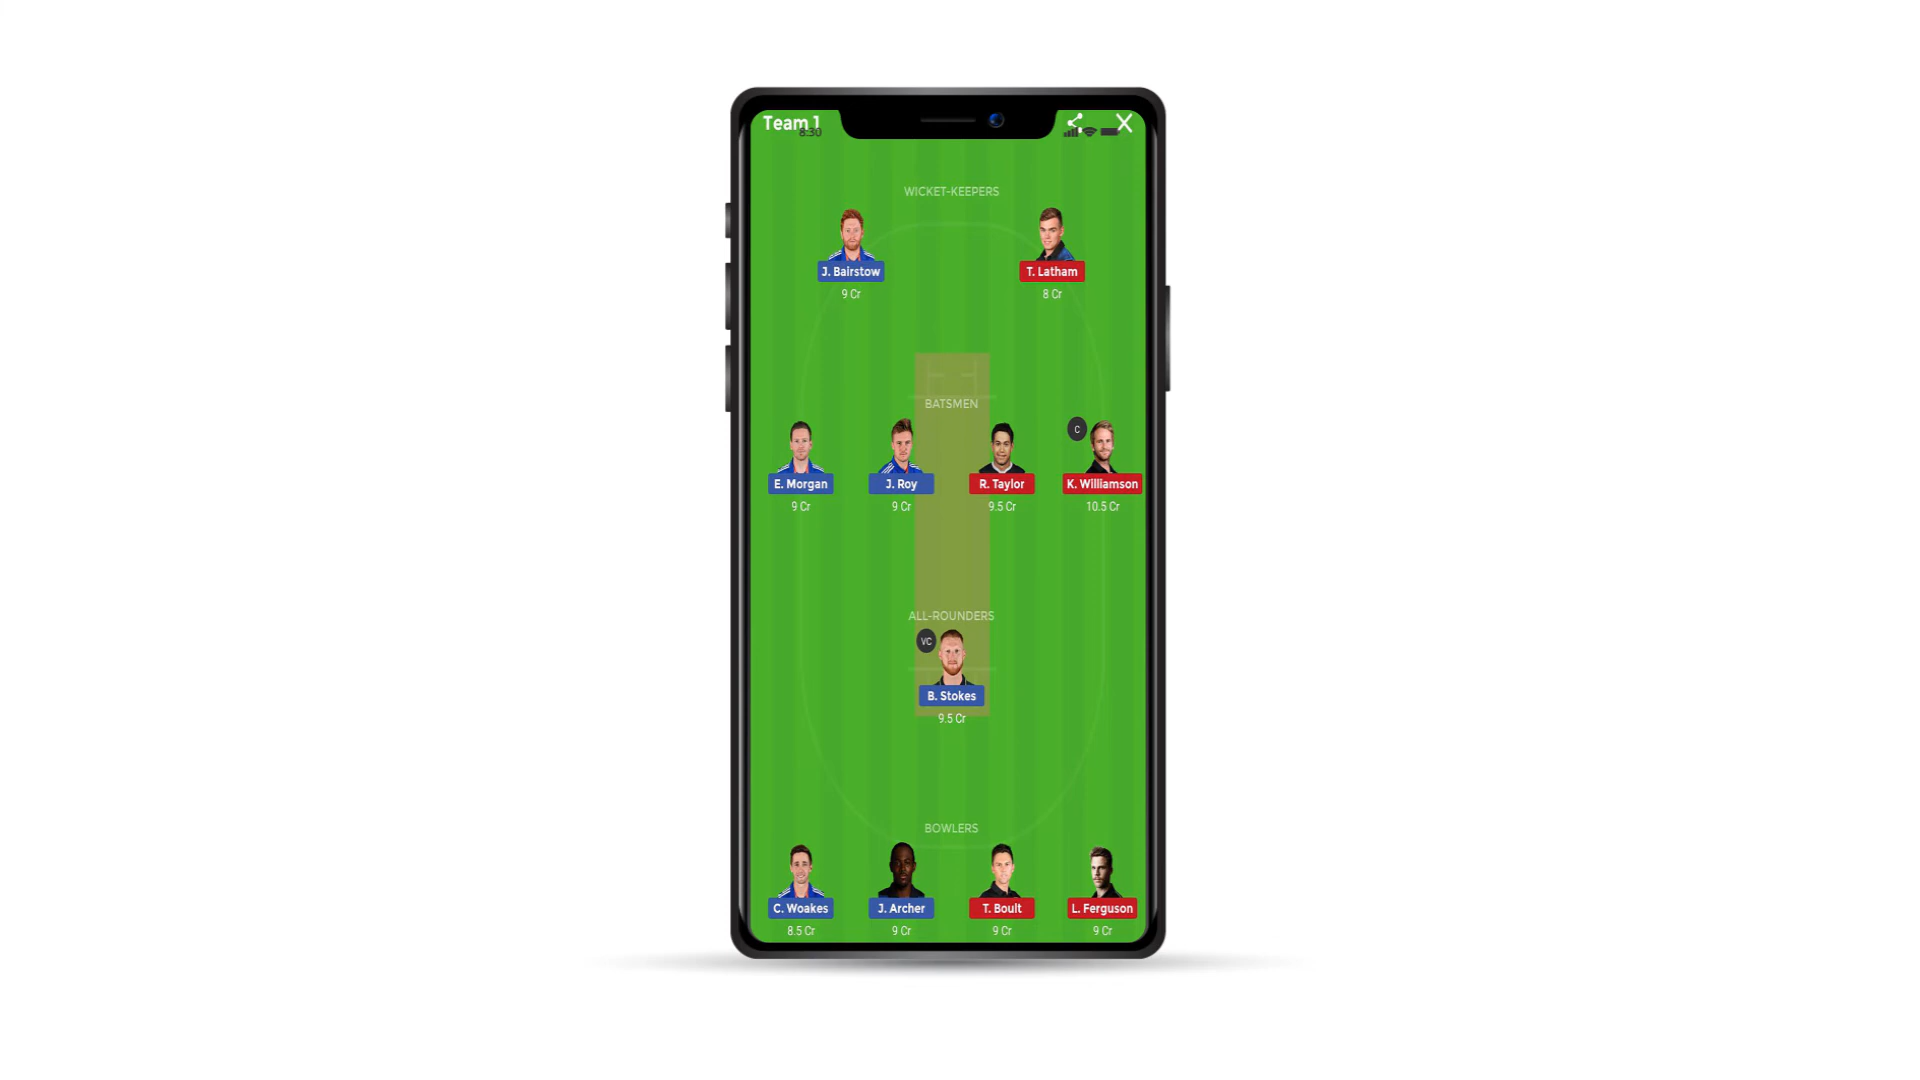 Team 1
8:30
WICKET-KEEPERS
J. Bairstow
T. Latham
9 Cr
8 Cr
BATSMEN
C
E. Morgan
J. Roy
R. Taylor
K. Williamson
9 Cr
9 Cr
9.5 Cr
10.5 Cr
ALL-ROUNDERS
VC
B. Stokes
9.5 Cr
BOWLERS
C. Woakes
J. Archer
T. Boult
L. Ferguson
8.5 Cr
9 Cr
9 Cr
9 Cr